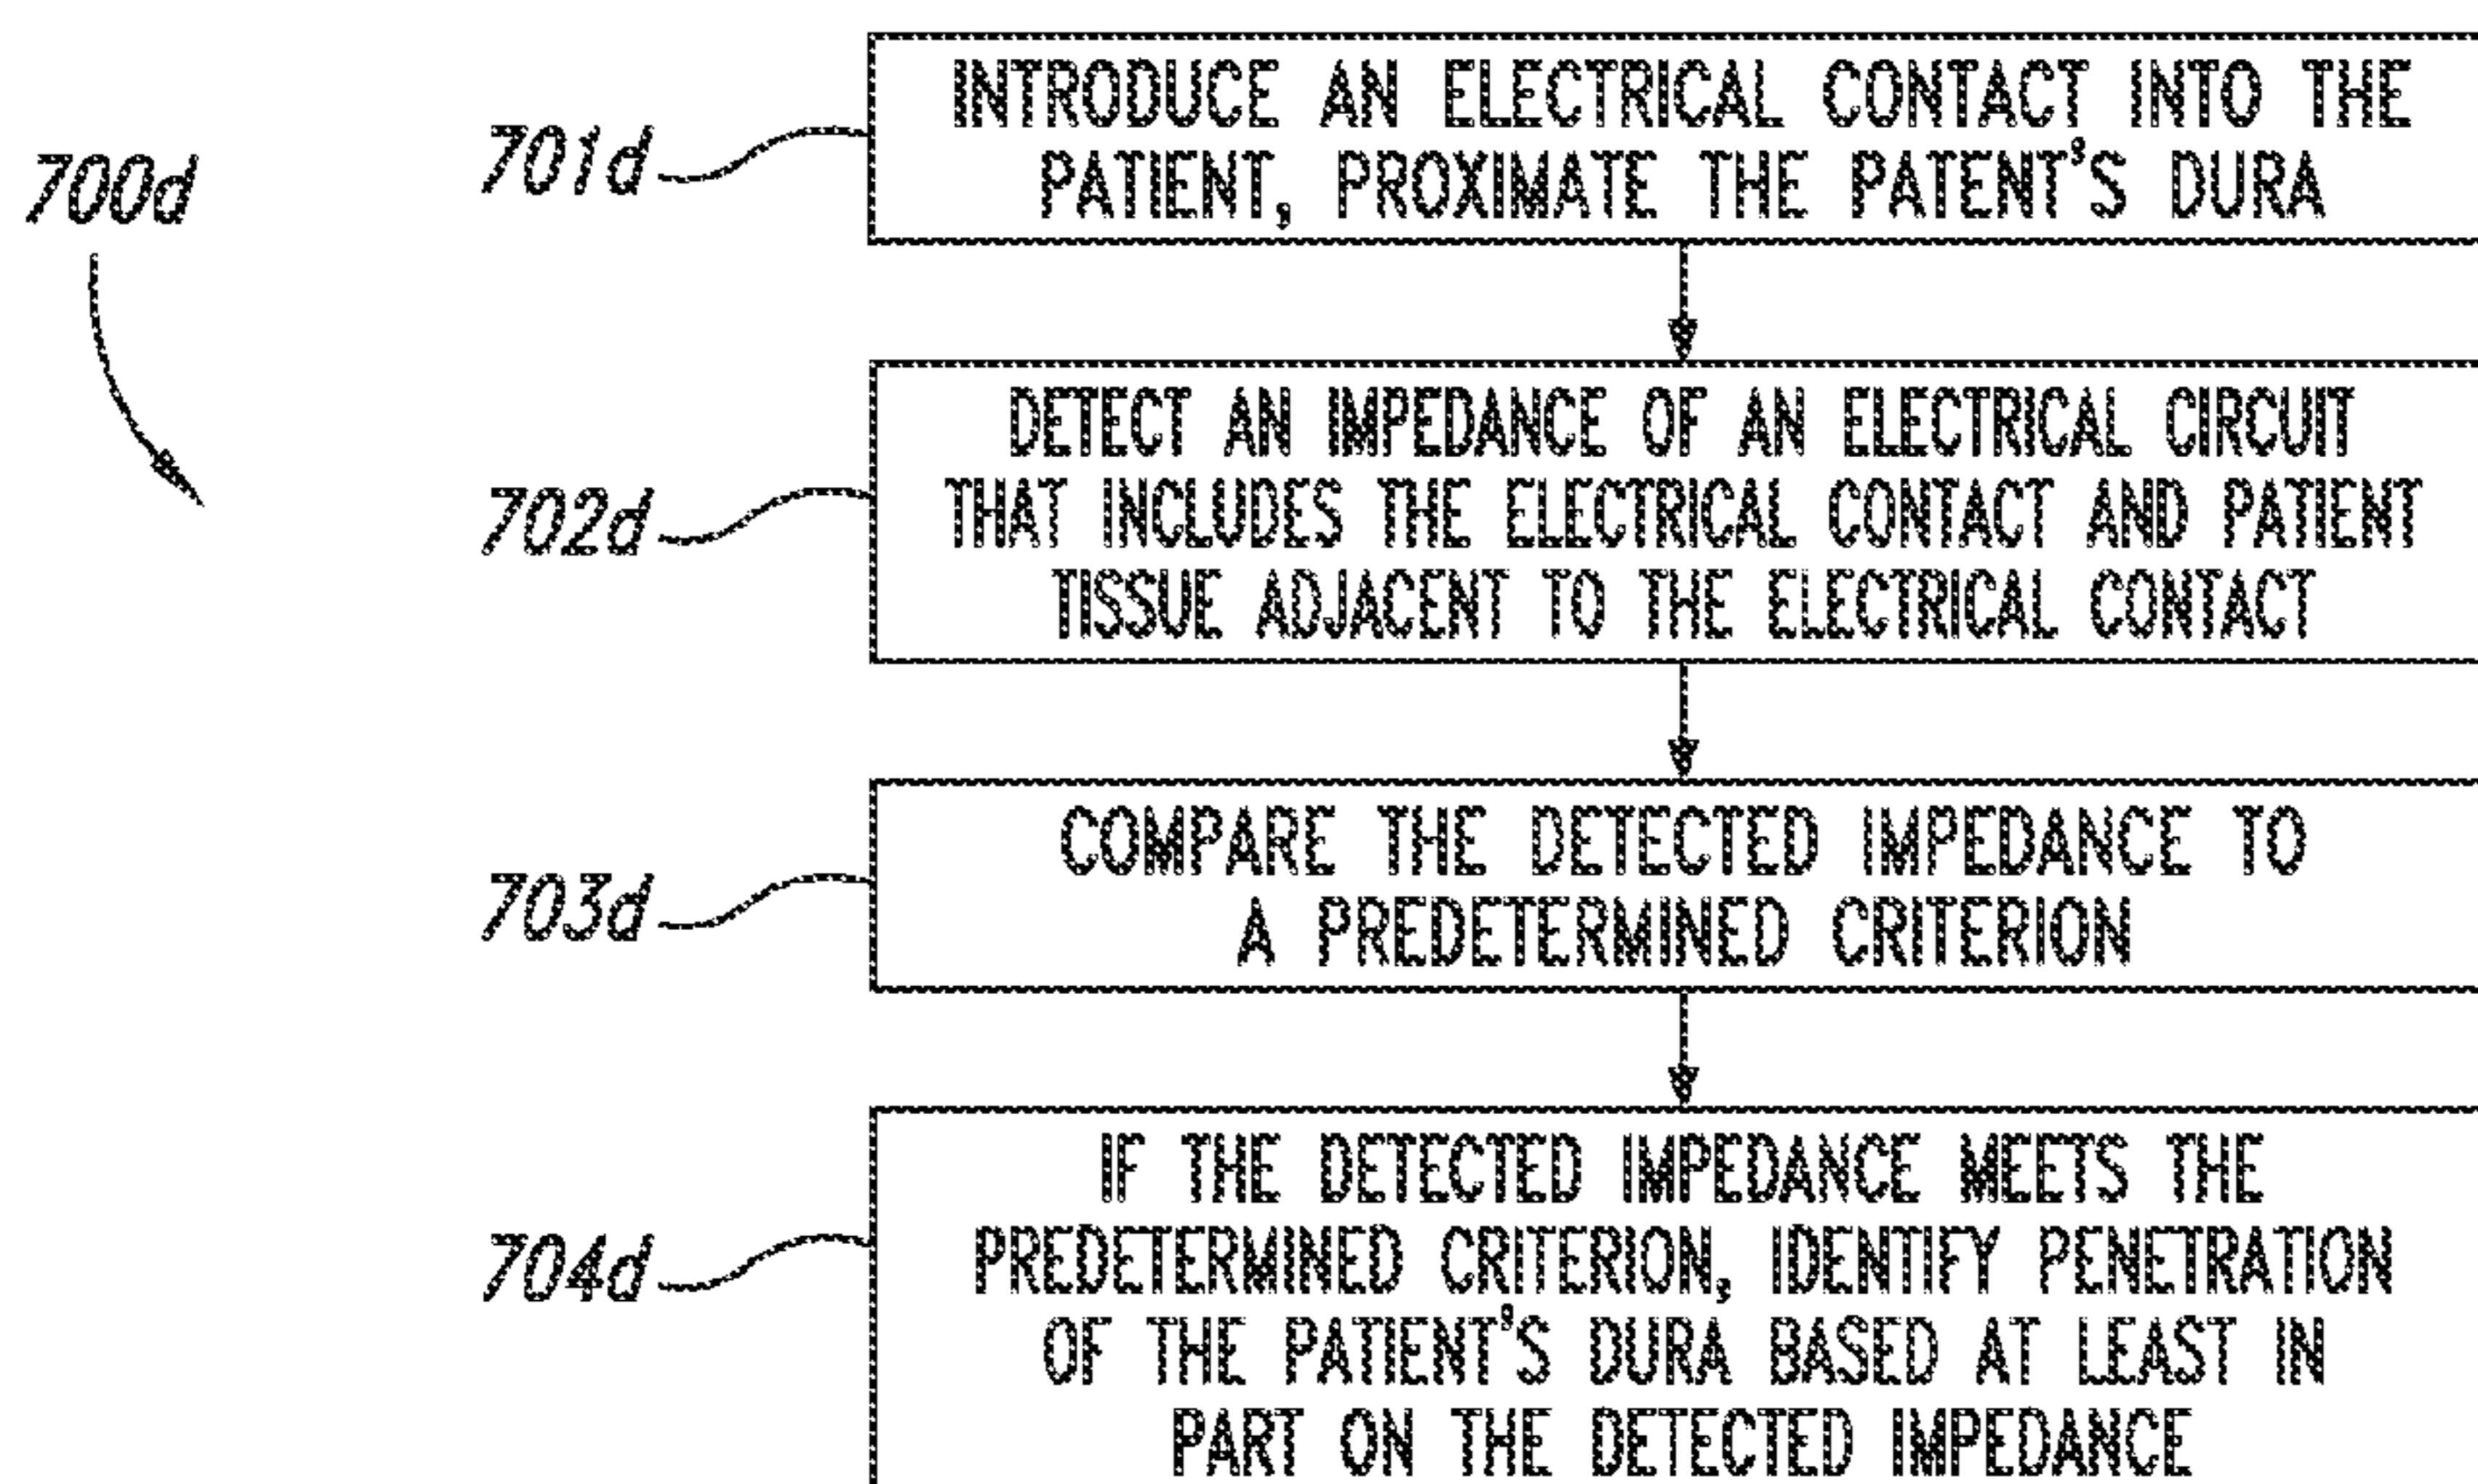 700d
701d
INTRODUCE AN ELECTRICAL CONTACT INTO THE
PATIENT, PROXIMATE THE PATENT'S DURA
702d
DETECT AN IMPEDANCE OF AN ELECTRICAL CIRCUIT
THAT INCLUDES THE ELECTRICAL CONTACT AND PATIENT
TISSUE ADJACENT TO THE ELECTRICAL CONTACT
703d
COMPARE THE DETECTED IMPEDANCE TO
A PREDETERMINED CRITERION
704d
IF THE DETECTED IMPEDANCE MEETS THE
PREDETERMINED CRITERION, IDENTIFY PENETRATION
OF THE PATIENT'S DURA BASED AT LEAST IN
PART ON THE DETECTED IMPEDANCE